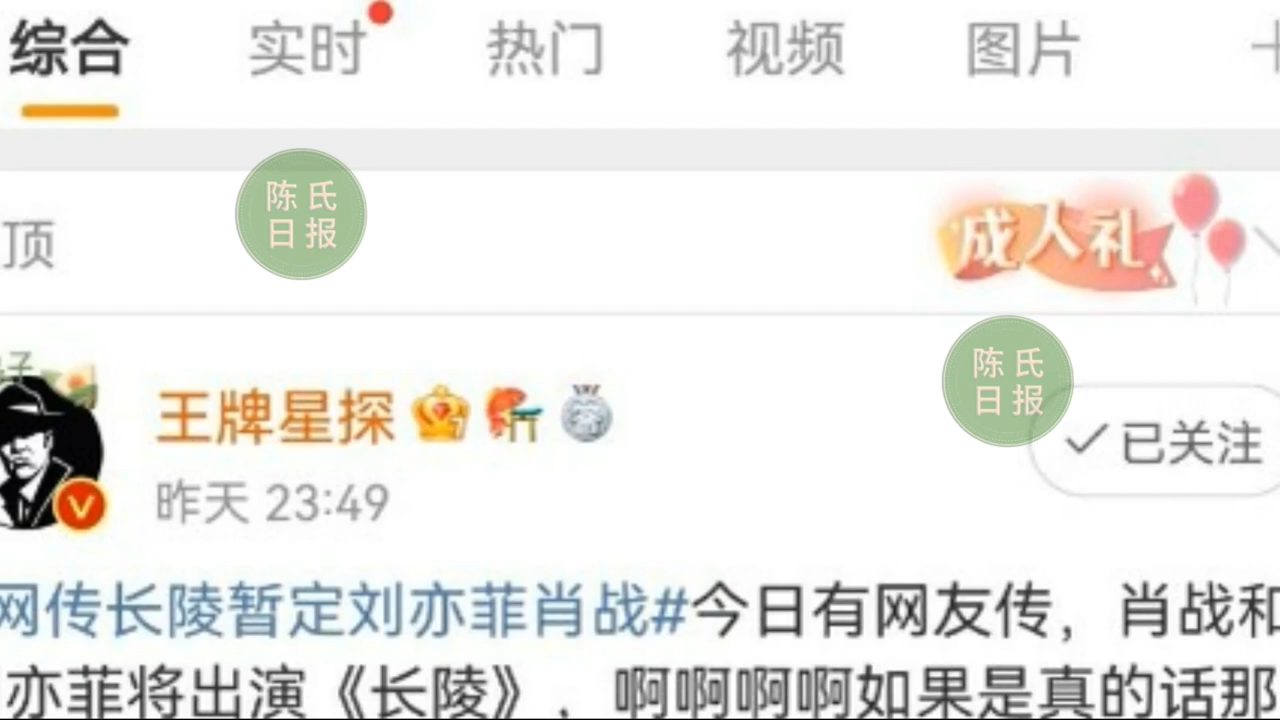 综合 实时 热门 视频 图片
陈氏
日报
顶
成人礼
陈氏
日报
王牌星探
已关注
昨天 23:49
网传长陵暂定刘亦菲肖战#今日有网友传，肖战和
亦菲将出演《长陵》，啊啊啊啊如果是真的话那